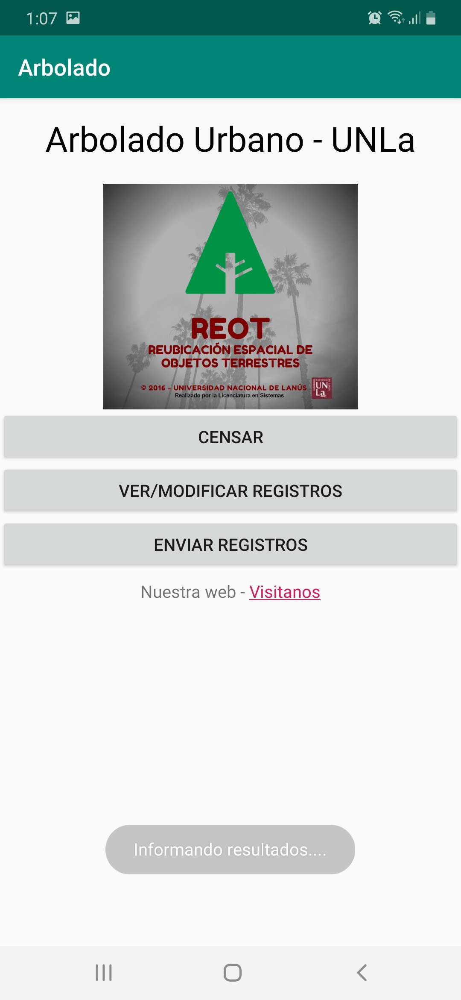 1:07
Arbolado
Arbolado Urbano - UNLa
REOT
REUBICACIÓN ESPACIAL DE
OBJETOS TERRESTRES
© 2016 - UNIVERSIDAD NACIONAL DE LANÚS
Realizado por la Licenciatura en Sistemas
UN
La
CENSAR
VER/MODIFICAR REGISTROS
ENVIAR REGISTROS
Nuestra web - Visitanos
Informando resultados....